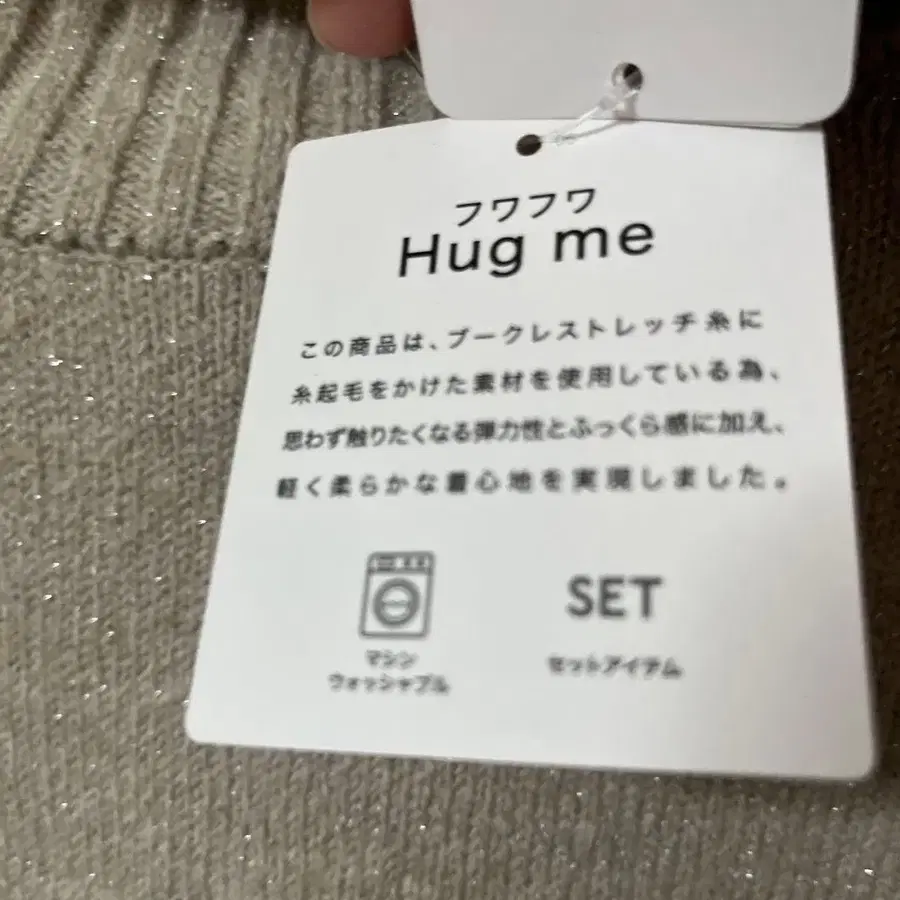 フワフワ
Hug me
この商品は、ブークレストレッチ糸に
糸起毛をかけた素材を使用している為、
思わず触りたくなる弾力性とふっくら感に加え、
軽く柔らかな着心地を実現しました。
マシン
ウォッシャブル
SET
セットアイテム